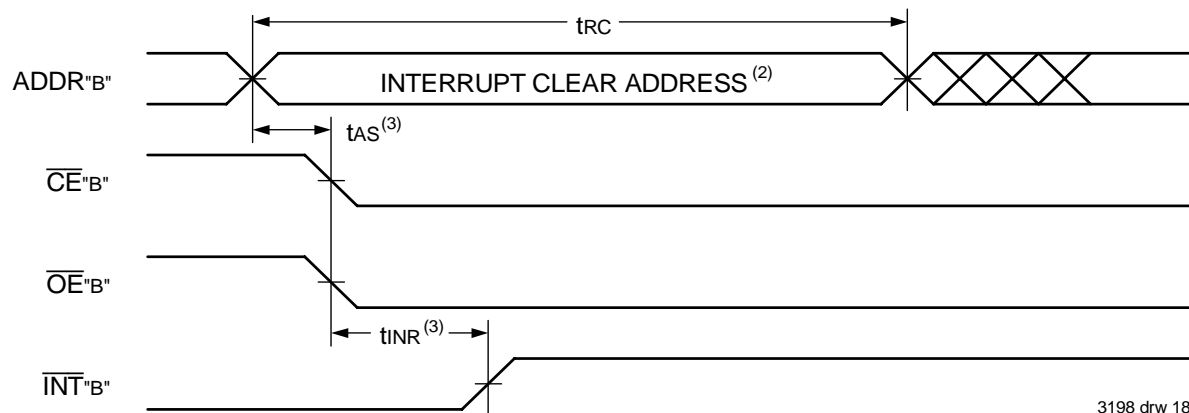 tRC
ADDR"B"
INTERRUPT CLEAR ADDRESS (2)
tAS(3)
CE"B"
OE"B"
tINR(3)
INT"B"
3198 drw 18